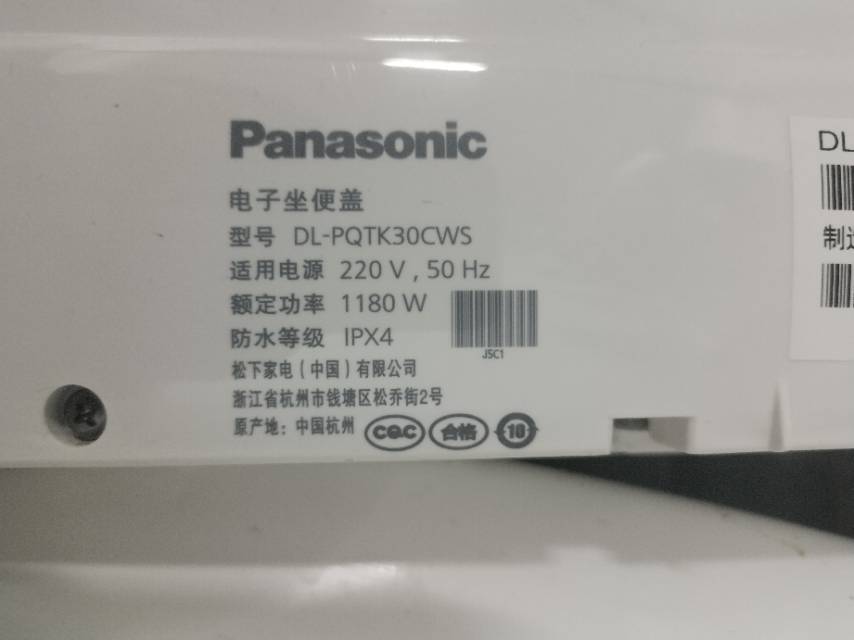 Panasonic
电子坐便盖
型号 DL-PQTK30CWS
适用电源 220 V , 50 Hz
额定功率 1180 W
防水等级 IPX4
JSC1
松下家电(中国)有限公司
浙江省杭州市钱塘区松乔街2号
原产地: 中国杭州 CQC 合格 10
DL
制造